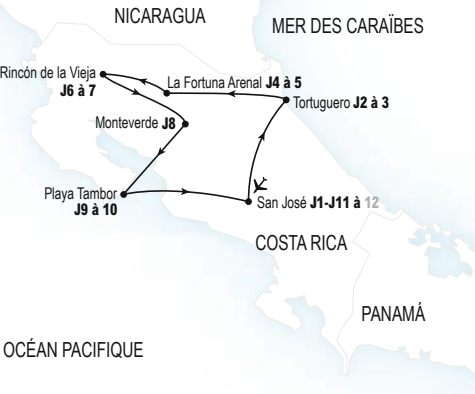 NICARAGUA
MER DES CARAÏBES
Rincón de la Vieja
J6 à 7
La Fortuna Arenal J4 à 5
Tortuguero J2 à 3
Monteverde J8
Playa Tambor
J9 à 10
San José J1-J11 à 12
COSTA RICA
PANAMÁ
OCÉAN PACIFIQUE